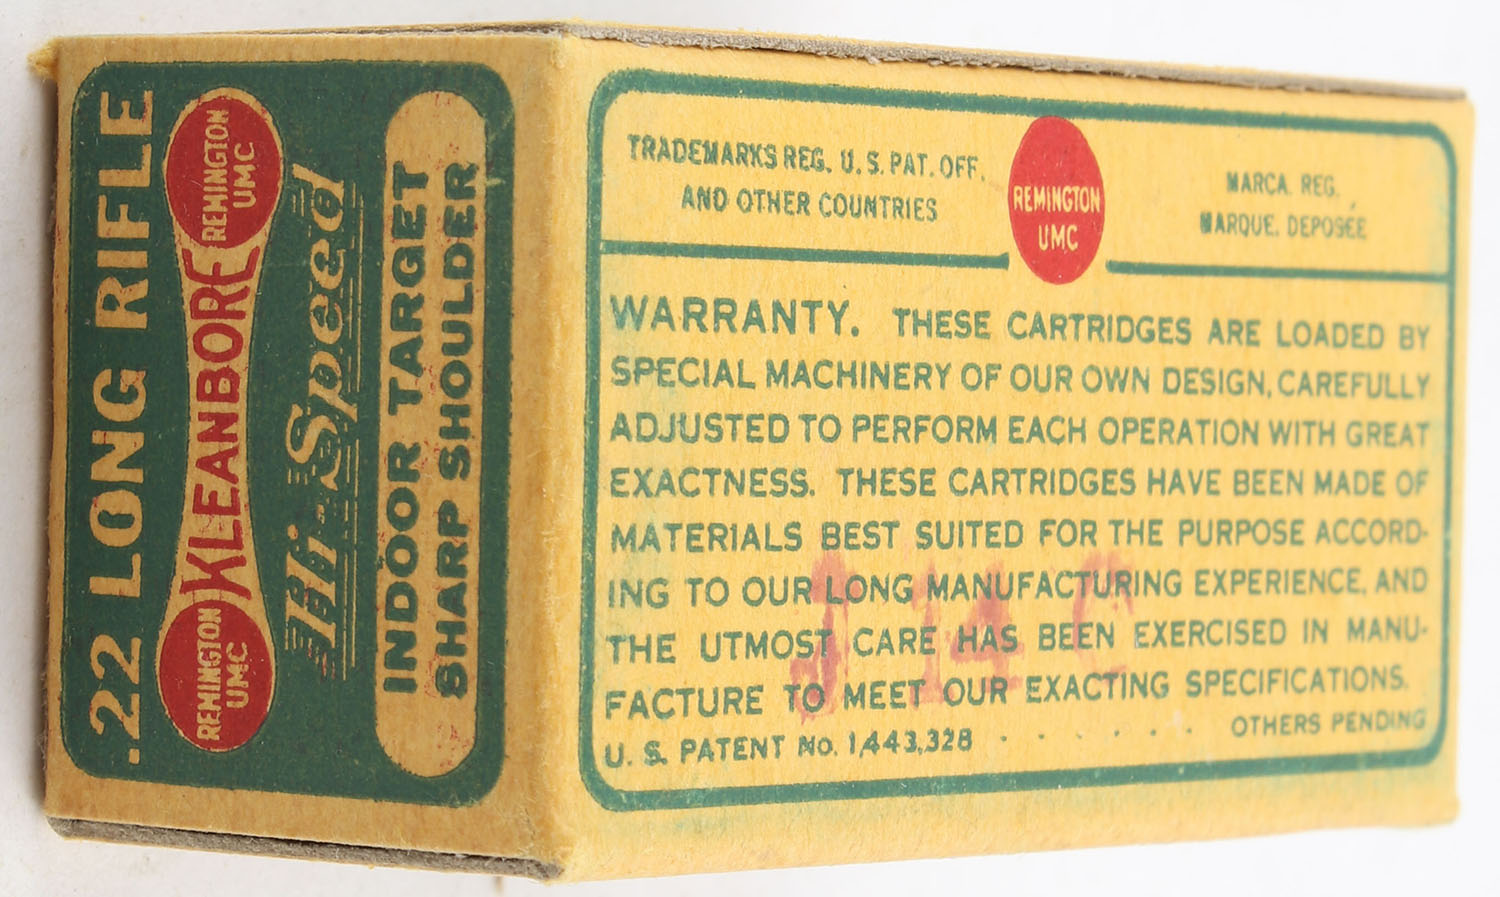 .22 LONG RIFLE
REMINGTON
UMC
KLEANBORE
REMINGTON
UMC
Hi-Speed
INDOOR TARGET
SHARP SHOULDER
TRADEMARKS REG. U. S. PAT. OFF.
AND OTHER COUNTRIES
REMINGTON
UMC
MARCA. REG.
MARQUE. DEPOSÉE
WARRANTY. THESE CARTRIDGES ARE LOADED BY
SPECIAL MACHINERY OF OUR OWN DESIGN, CAREFULLY
ADJUSTED TO PERFORM EACH OPERATION WITH GREAT
EXACTNESS. THESE CARTRIDGES HAVE BEEN MADE OF
MATERIALS BEST SUITED FOR THE PURPOSE ACCORD-
ING TO OUR LONG MANUFACTURING EXPERIENCE, AND
THE UTMOST CARE HAS BEEN EXERCISED IN MANU-
FACTURE TO MEET OUR EXACTING SPECIFICATIONS.
U. S. PATENT No. 1,443,328 . . . . . . OTHERS PENDING
J 14 C